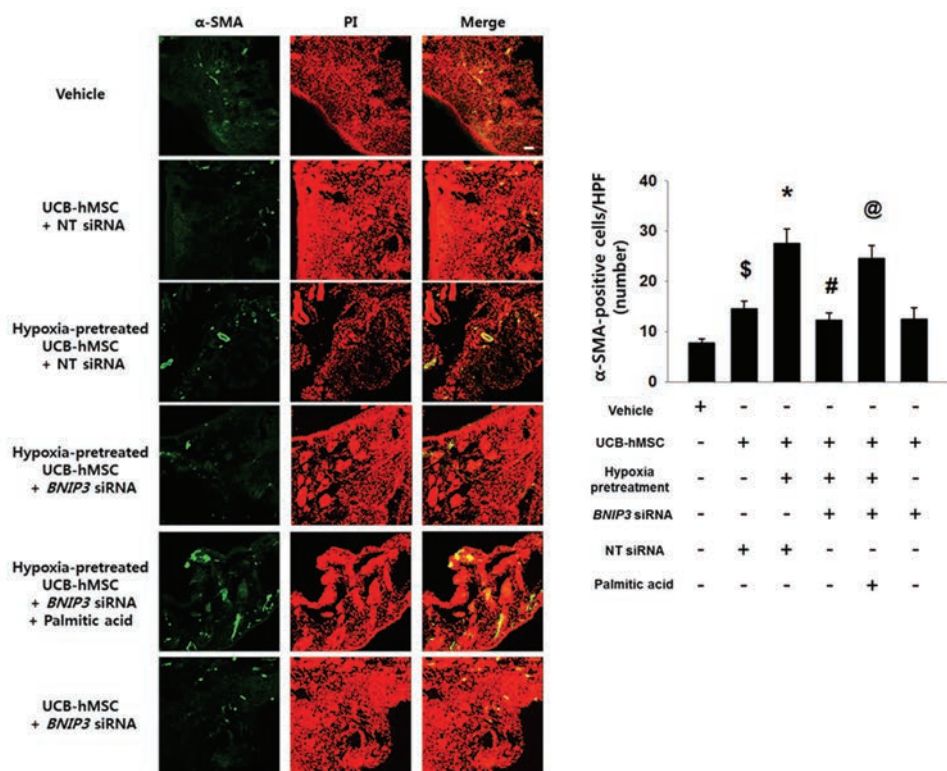 α-SMA PI Merge
Vehicle
UCB-hMSC
+ NT siRNA
Hypoxia-pretreated
UCB-hMSC
+ NT siRNA
Hypoxia-pretreated
UCB-hMSC
+ BNIP3 siRNA
Hypoxia-pretreated
UCB-hMSC
+ BNIP3 siRNA
+ Palmitic acid
UCB-hMSC
+ BNIP3 siRNA
α-SMA-positive cells/HPF
(number)
40
30
20
10
0
$ * # @
Vehicle + - - - - -
UCB-hMSC - + + + + +
Hypoxia
pretreatment - - + + + -
BNIP3 siRNA - - - + + +
NT siRNA - + + - - -
Palmitic acid - - - - + -